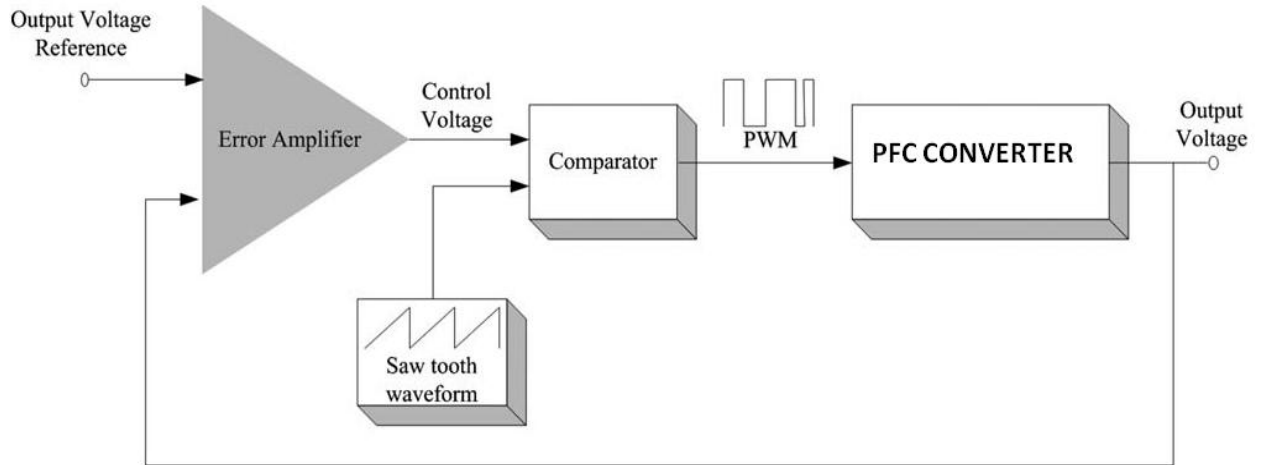 Output Voltage
Reference
Error Amplifier
Control
Voltage
Comparator
PWM
PFC CONVERTER
Output
Voltage
Saw tooth
waveform